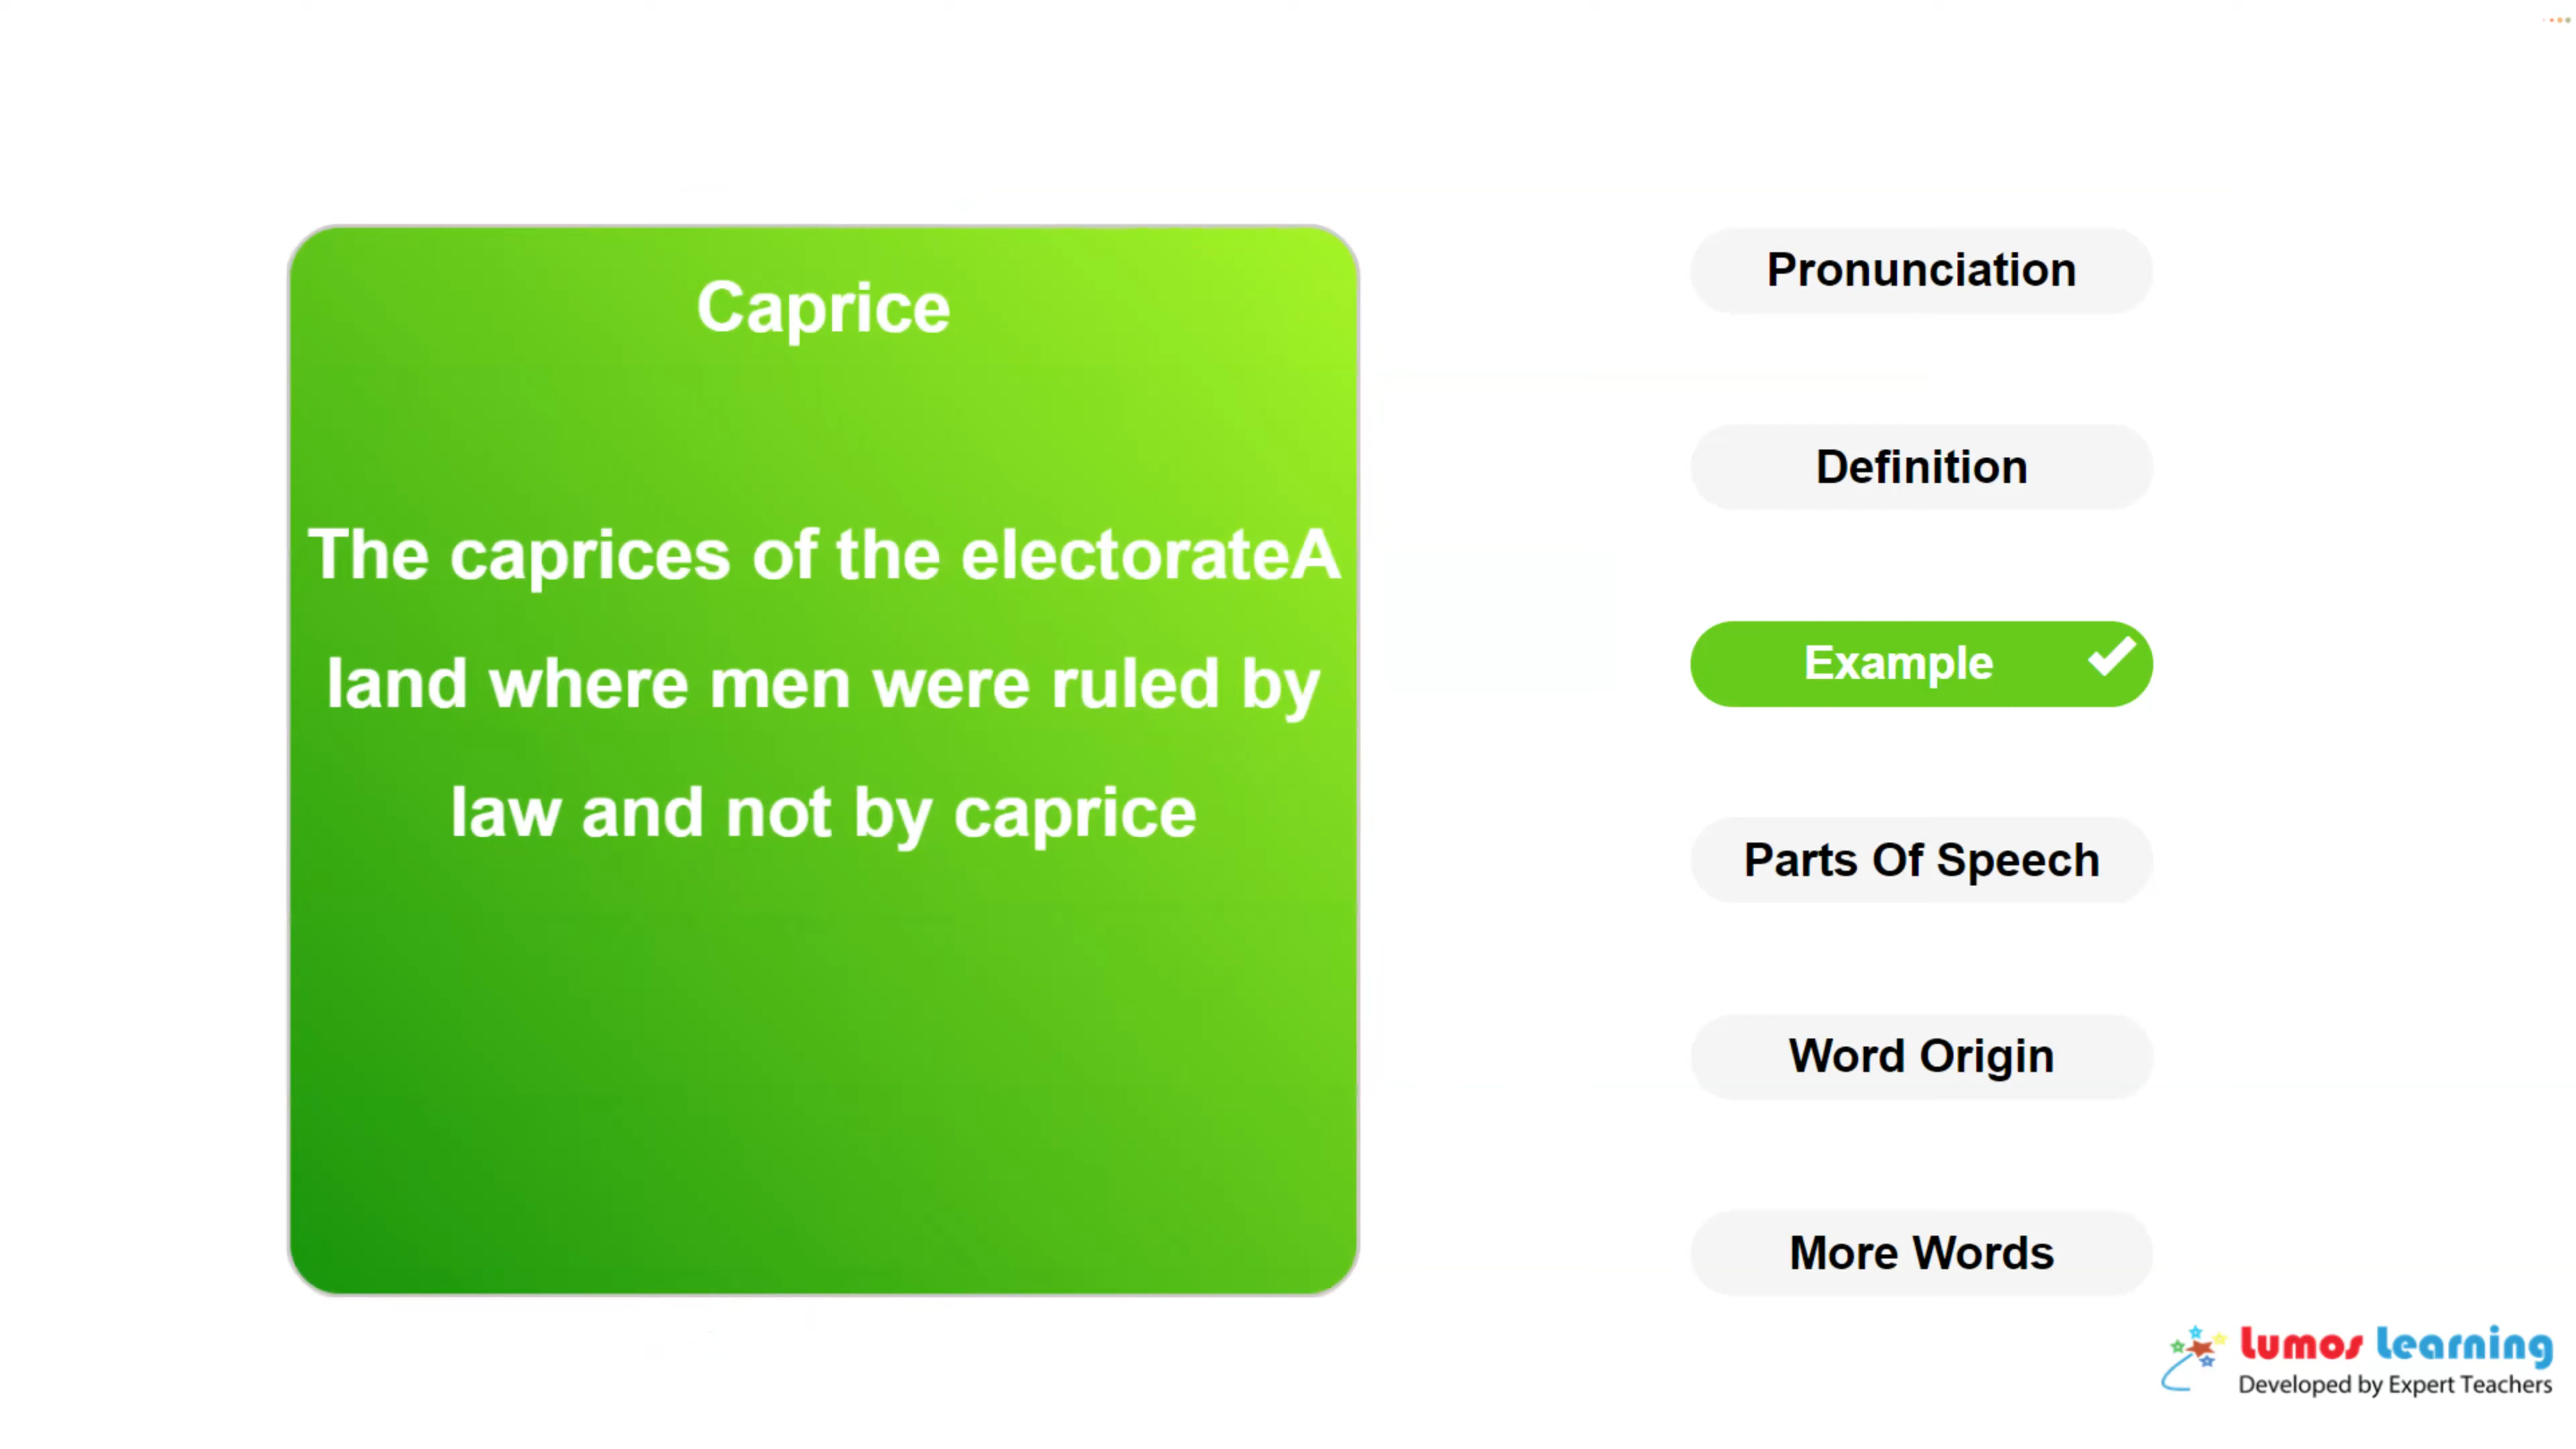 Caprice
The caprices of the electorateA
land where men were ruled by
law and not by caprice
Pronunciation
Definition
Example
Parts Of Speech
Word Origin
More Words
Lumos Learning
Developed by Expert Teachers